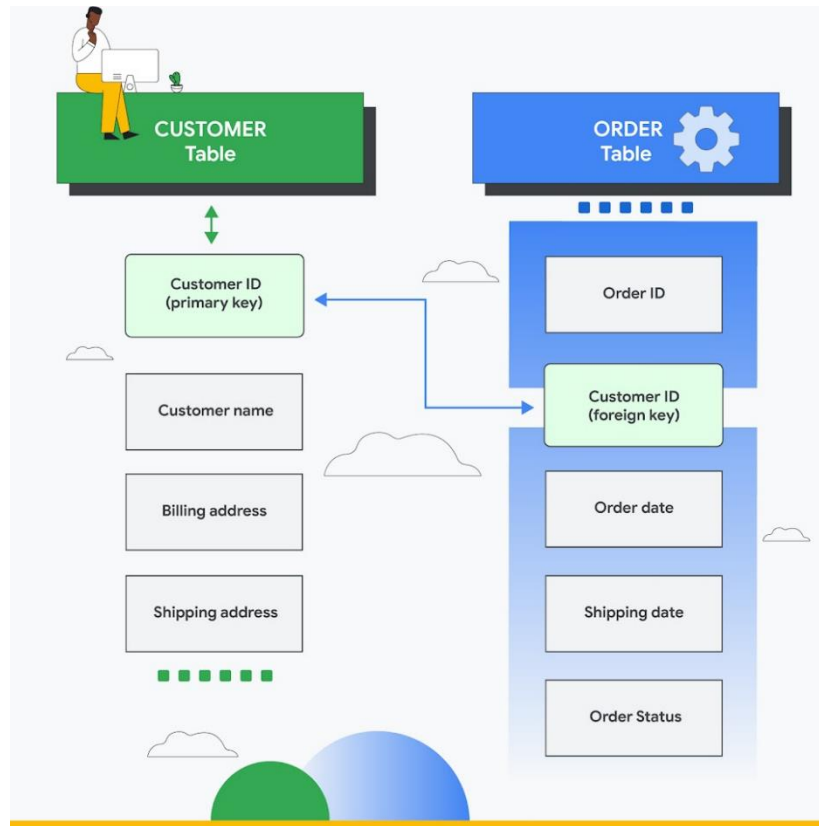 CUSTOMER
Table
Customer ID
(primary key)
Customer name
Billing address
Shipping address
ORDER
Table
Order ID
Customer ID
(foreign key)
Order date
Shipping date
Order Status